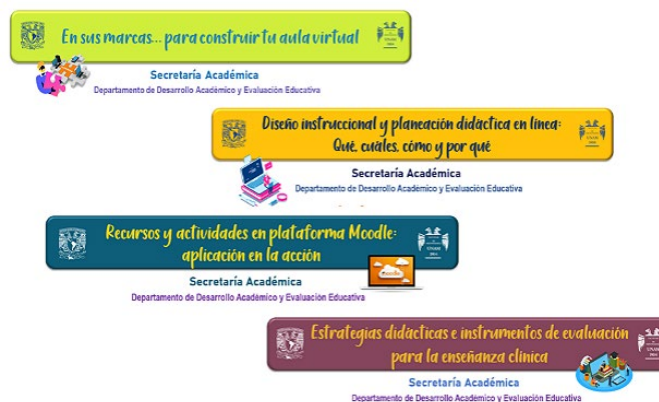 En sus marcas... para construir tu aula virtual
Secretaría Académica
Departamento de Desarrollo Académico y Evaluación Educativa
Diseño instruccional y planeación didáctica en línea:
Qué, cuáles, cómo y por qué
Secretaría Académica
Departamento de Desarrollo Académico y Evaluación Educativa
Recursos y actividades en plataforma Moodle:
aplicación en la acción
Secretaría Académica
Departamento de Desarrollo Académico y Evaluación Educativa
Estrategias didácticas e instrumentos de evaluación
para la enseñanza clínica
Secretaría Académica
Departamento de Desarrollo Académico y Evaluación Educativa